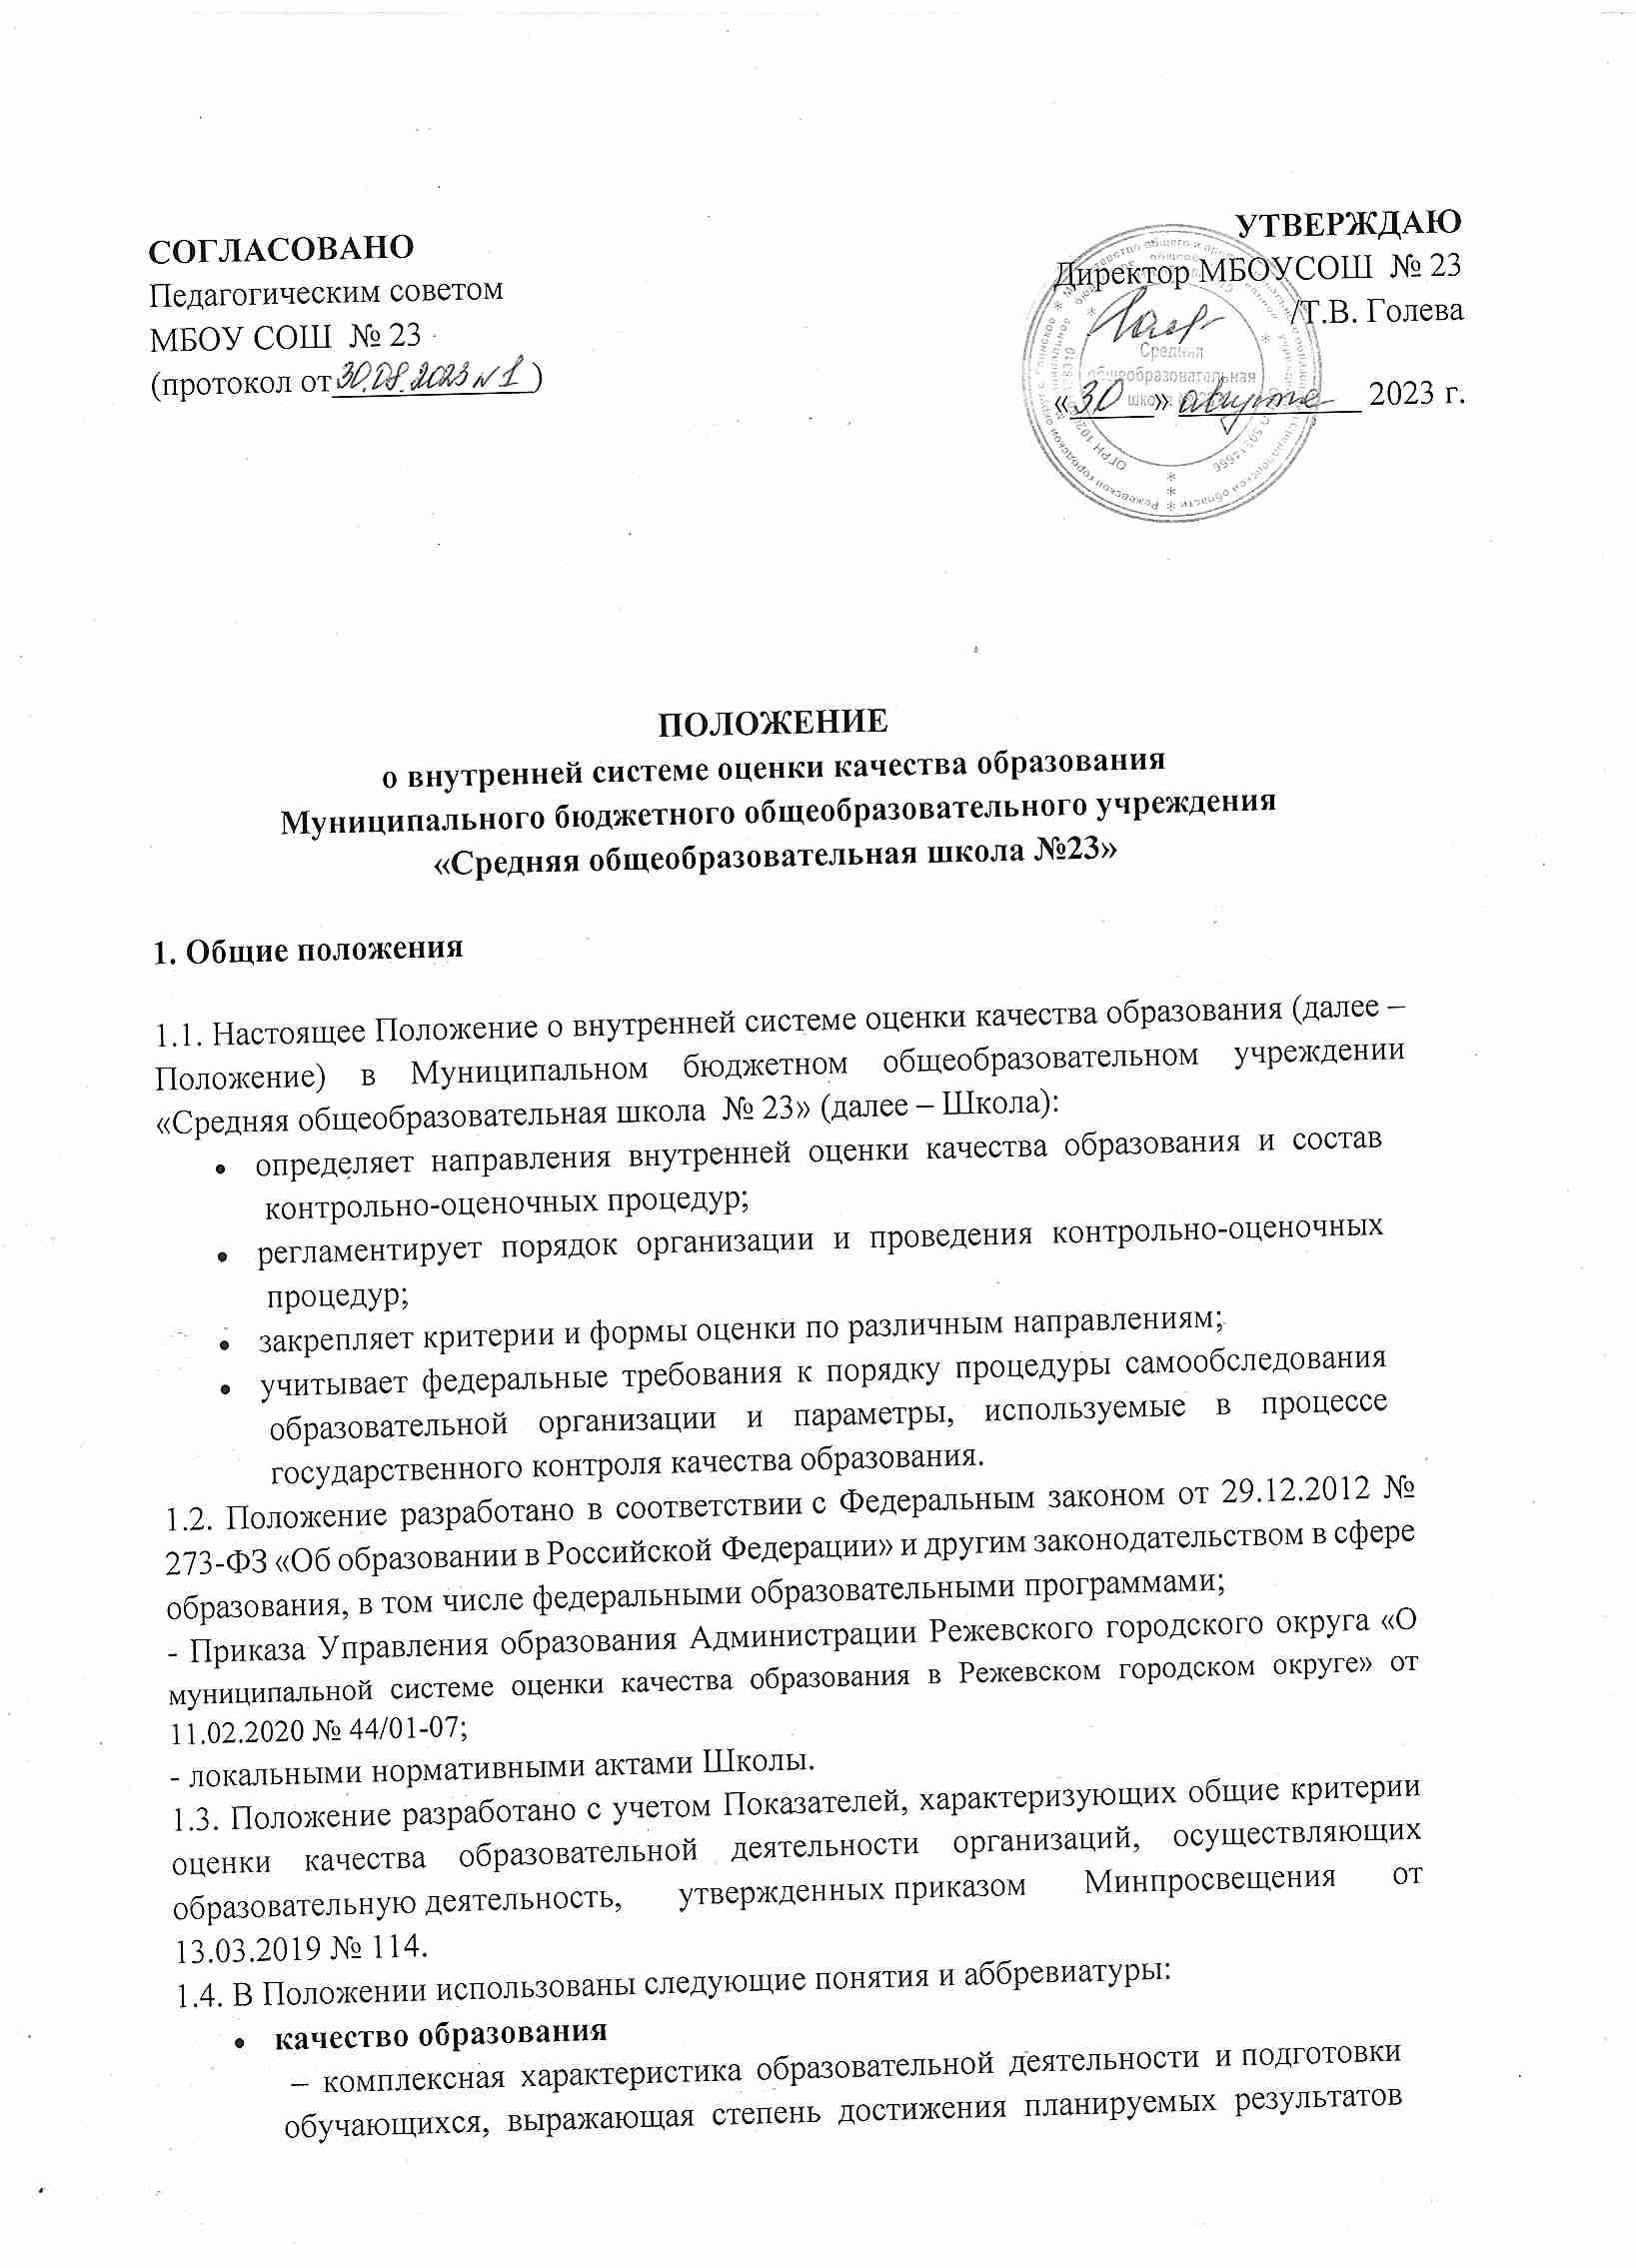 СОГЛАСОВАНО
Педагогическим советом
МБОУ СОШ № 23
(протокол от 30.08.2023 № 1)
УТВЕРЖДАЮ
Директор МБОУСОШ № 23
/Т.В. Голева
«30» августа 2023 г.
Средняя
общеобразовательная
школа
ПОЛОЖЕНИЕ
о внутренней системе оценки качества образования
Муниципального бюджетного общеобразовательного учреждения
«Средняя общеобразовательная школа №23»
1. Общие положения
1.1. Настоящее Положение о внутренней системе оценки качества образования (далее –
Положение) в Муниципальном бюджетном общеобразовательном учреждении
«Средняя общеобразовательная школа № 23» (далее – Школа):
• определяет направления внутренней оценки качества образования и состав
контрольно-оценочных процедур;
• регламентирует порядок организации и проведения контрольно-оценочных
процедур;
• закрепляет критерии и формы оценки по различным направлениям;
• учитывает федеральные требования к порядку процедуры самообследования
образовательной организации и параметры, используемые в процессе
государственного контроля качества образования.
1.2. Положение разработано в соответствии с Федеральным законом от 29.12.2012 №
273-ФЗ «Об образовании в Российской Федерации» и другим законодательством в сфере
образования, в том числе федеральными образовательными программами;
- Приказа Управления образования Администрации Режевского городского округа «О
муниципальной системе оценки качества образования в Режевском городском округе» от
11.02.2020 № 44/01-07;
- локальными нормативными актами Школы.
1.3. Положение разработано с учетом Показателей, характеризующих общие критерии
оценки качества образовательной деятельности организаций, осуществляющих
образовательную деятельность, утвержденных приказом Минпросвещения от
13.03.2019 № 114.
1.4. В Положении использованы следующие понятия и аббревиатуры:
• качество образования
– комплексная характеристика образовательной деятельности и подготовки
обучающихся, выражающая степень достижения планируемых результатов